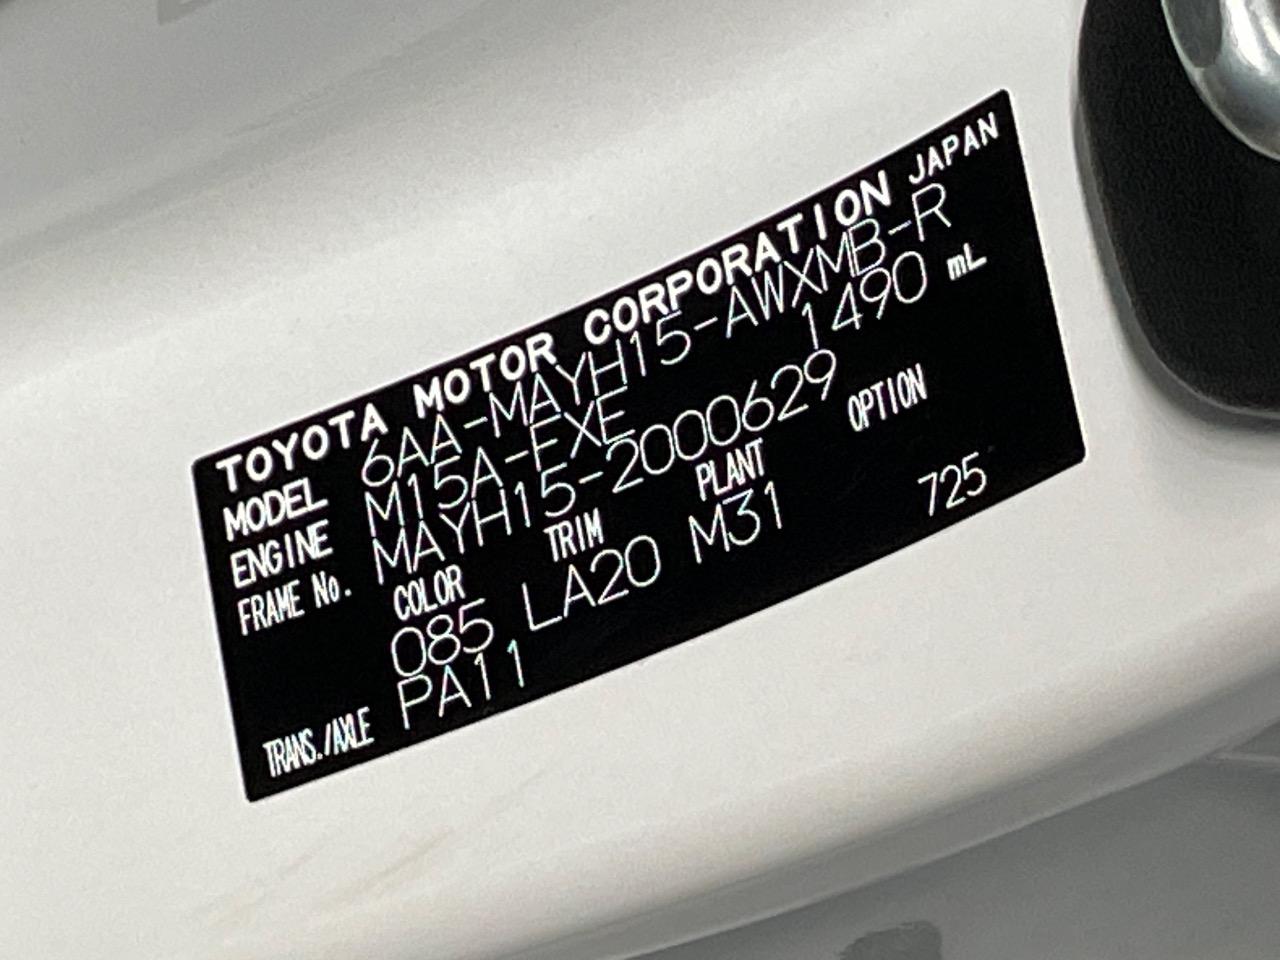 TOYOTA MOTOR CORPORATION JAPAN
MODEL 6AA-MAYH15-AWXMB-R
ENGINE M15A-FXE 1490 mL
FRAME No. MAYH15-2000629
COLOR TRIM PLANT OPTION
085 LA20 M31 725
TRANS./AXLE PA11